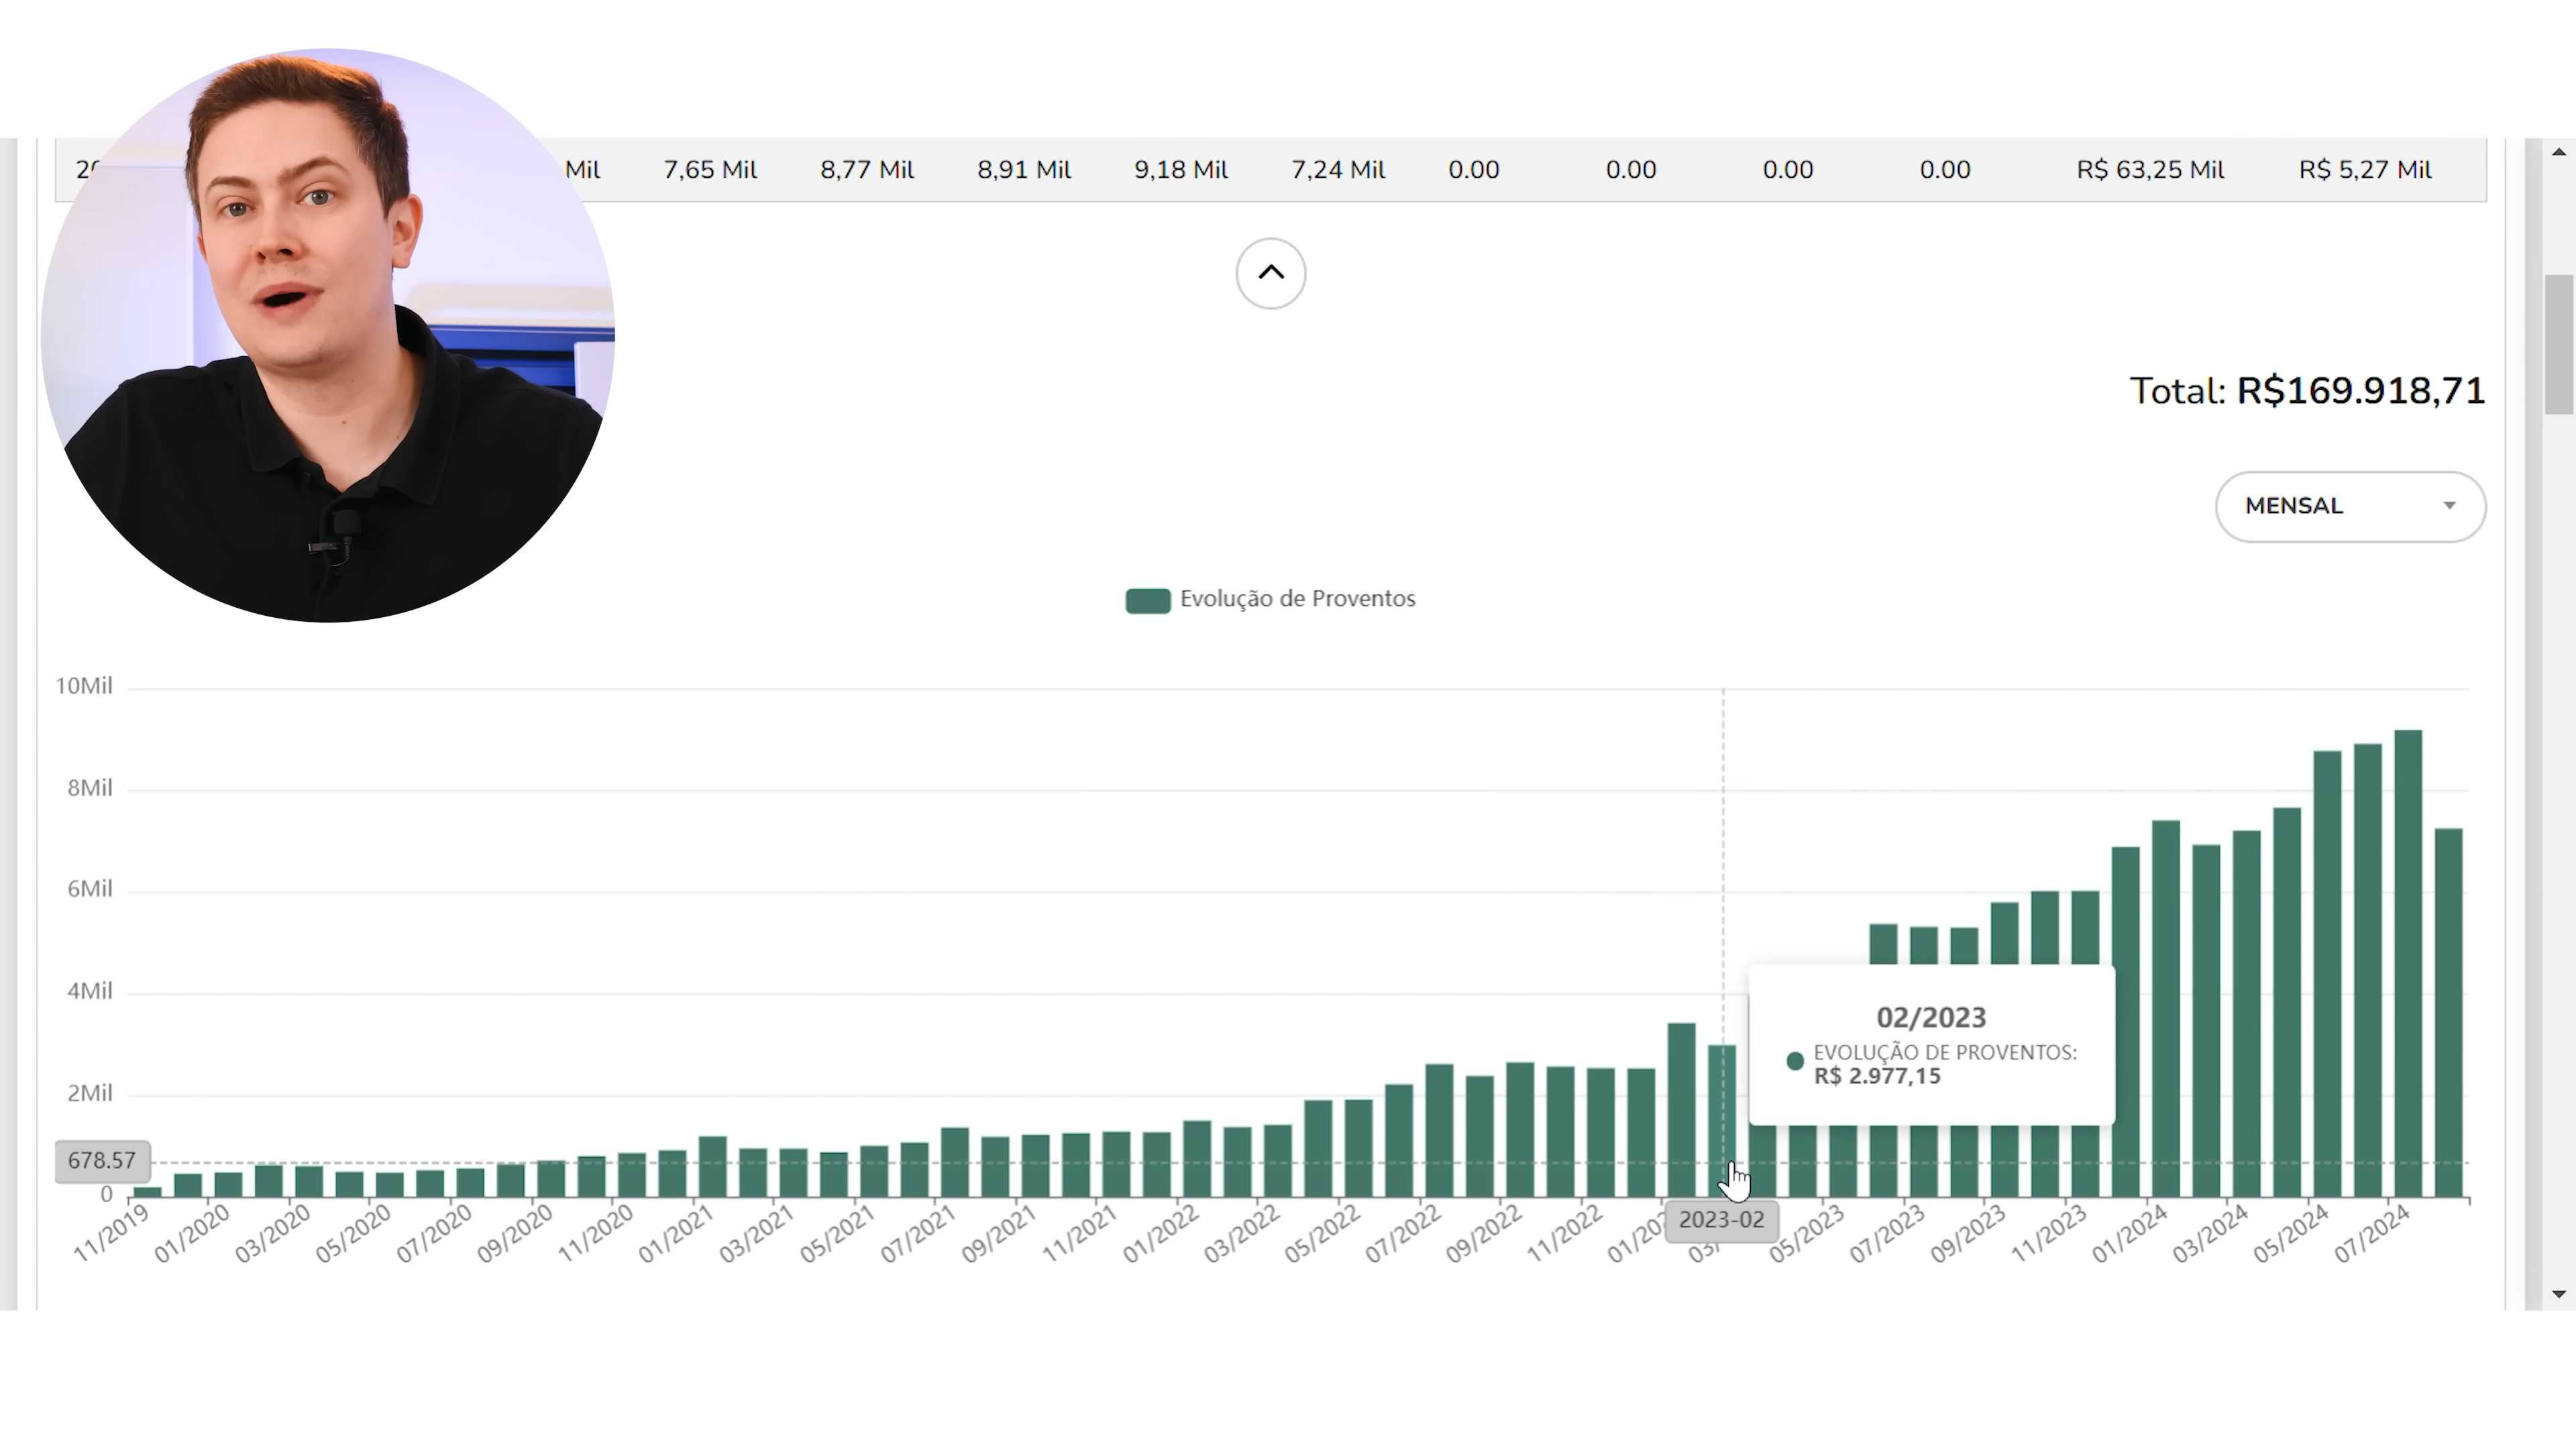 Mil 7,65 Mil 8,77 Mil 8,91 Mil 9,18 Mil 7,24 Mil 0.00 0.00 0.00 0.00 R$ 63,25 Mil R$ 5,27 Mil
Total: R$169.918,71
MENSAL
Evolução de Proventos
10Mil
8Mil
6Mil
4Mil
02/2023
EVOLUÇÃO DE PROVENTOS:
R$ 2.977,15
2Mil
678.57
0
2023-02
11/2019 01/2020 03/2020 05/2020 07/2020 09/2020 11/2020 01/2021 03/2021 05/2021 07/2021 09/2021 11/2021 01/2022 03/2022 05/2022 07/2022 09/2022 11/2022 05/2023 07/2023 09/2023 11/2023 01/2024 03/2024 05/2024 07/2024